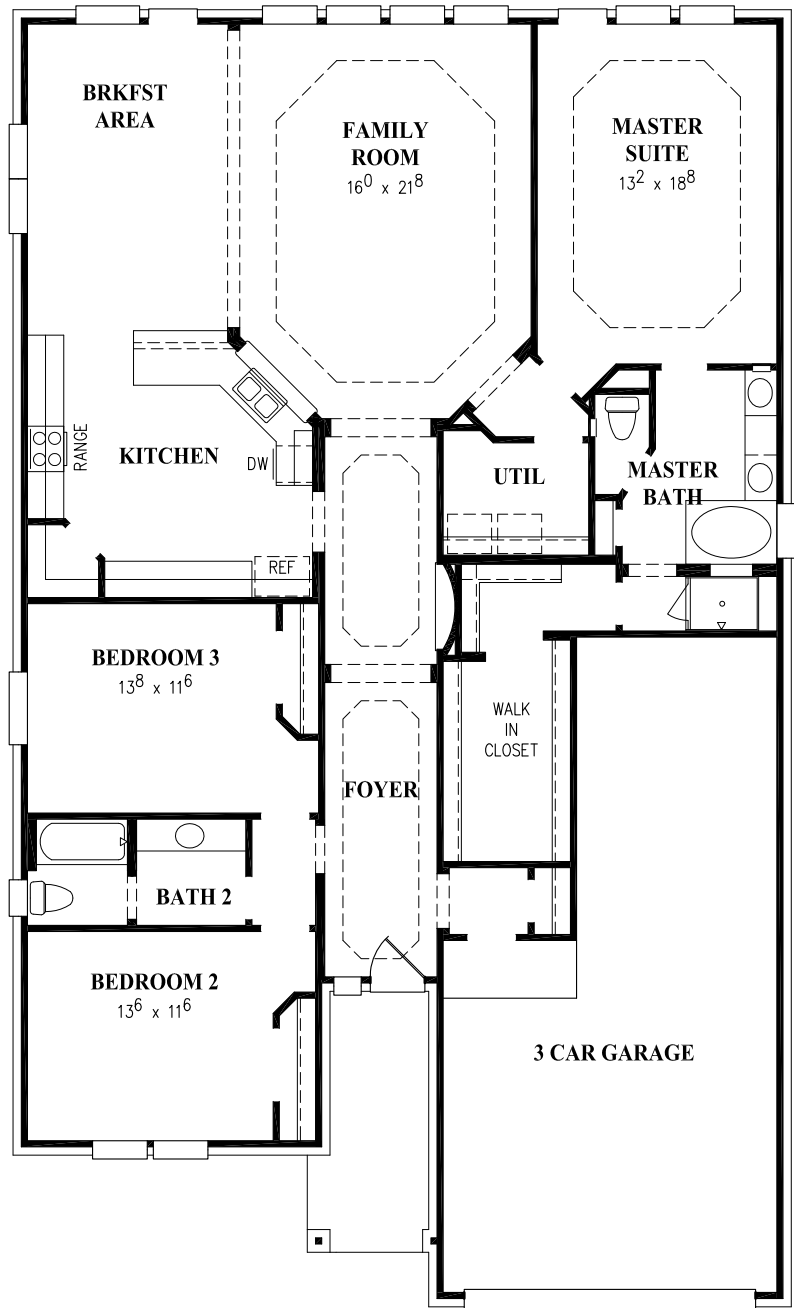 BRKFST
AREA
FAMILY
ROOM
16⁰ x 21⁸
MASTER
SUITE
13² x 18⁸
RANGE
KITCHEN
DW
UTIL
MASTER
BATH
REF
BEDROOM 3
13⁸ x 11⁶
WALK
IN
CLOSET
FOYER
BATH 2
BEDROOM 2
13⁶ x 11⁶
3 CAR GARAGE